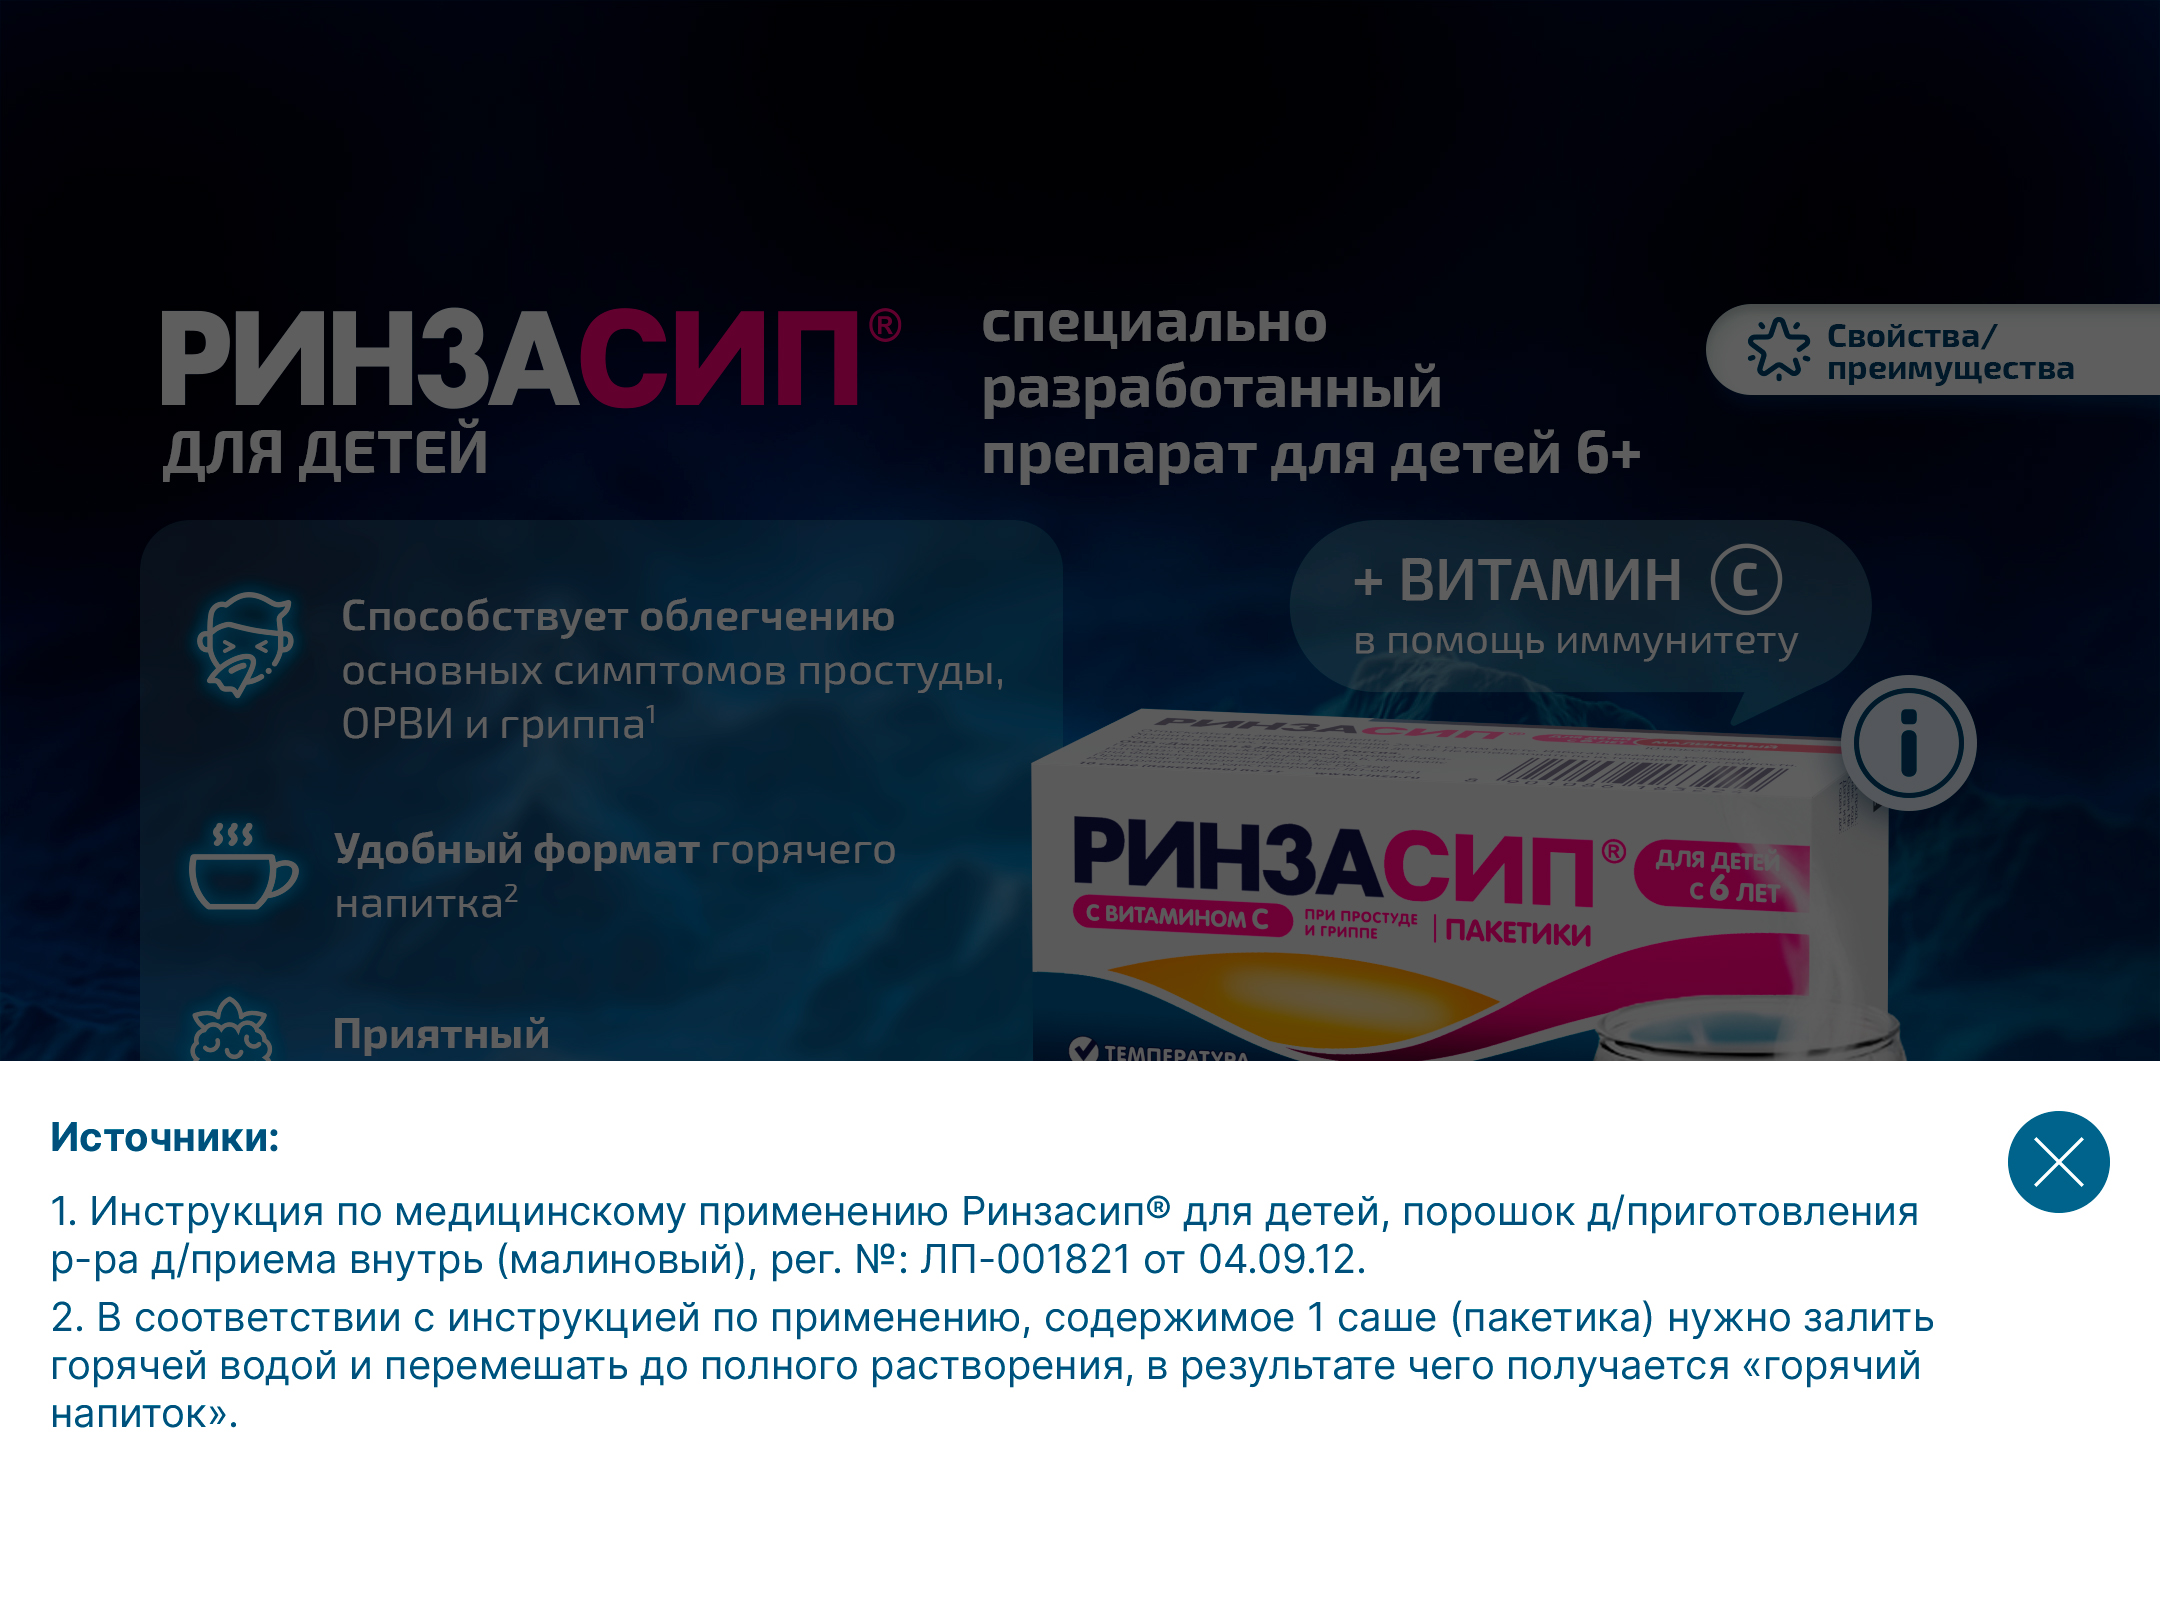 РИНЗАСИП®
ДЛЯ ДЕТЕЙ
специально
разработанный
препарат для детей 6+
Свойства/
преимущества
Способствует облегчению
основных симптомов простуды,
ОРВИ и гриппа¹
Удобный формат горячего
напитка²
Приятный
+ ВИТАМИН С
в помощь иммунитету
РИНЗАСИП®
РИНЗАСИП®
ДЛЯ ДЕТЕЙ
С 6 ЛЕТ
С ВИТАМИНОМ С
ПРИ ПРОСТУДЕ
И ГРИППЕ
ПАКЕТИКИ
ТЕМПЕРАТУРА
Источники:
1. Инструкция по медицинскому применению Ринзасип® для детей, порошок д/приготовления
р-ра д/приема внутрь (малиновый), рег. №: ЛП-001821 от 04.09.12.
2. В соответствии с инструкцией по применению, содержимое 1 саше (пакетика) нужно залить
горячей водой и перемешать до полного растворения, в результате чего получается «горячий
напиток».